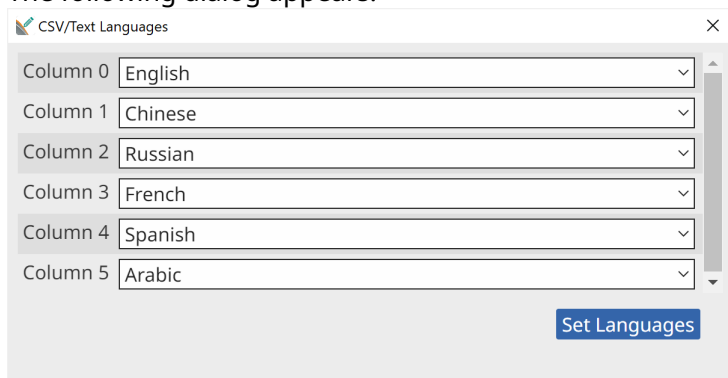 The following dialog appears:
CSV/Text Languages
Column 0 English
Column 1 Chinese
Column 2 Russian
Column 3 French
Column 4 Spanish
Column 5 Arabic
Set Languages